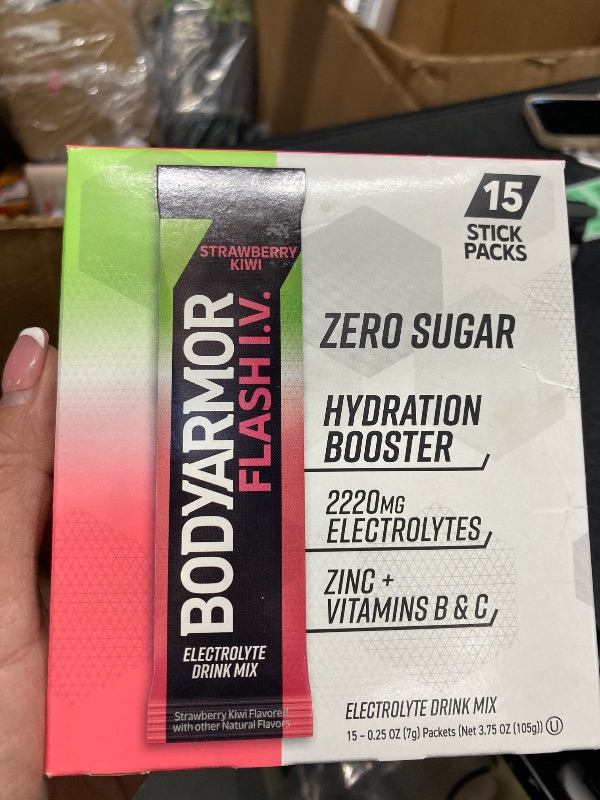 15
STICK
PACKS
STRAWBERRY
KIWI
BODYARMOR
FLASH I.V.
ELECTROLYTE
DRINK MIX
Strawberry Kiwi Flavored
with other Natural Flavors
ZERO SUGAR
HYDRATION
BOOSTER
2220MG
ELECTROLYTES
ZINC +
VITAMINS B & C
ELECTROLYTE DRINK MIX
15 – 0.25 OZ (7g) Packets (Net 3.75 OZ (105g)) U